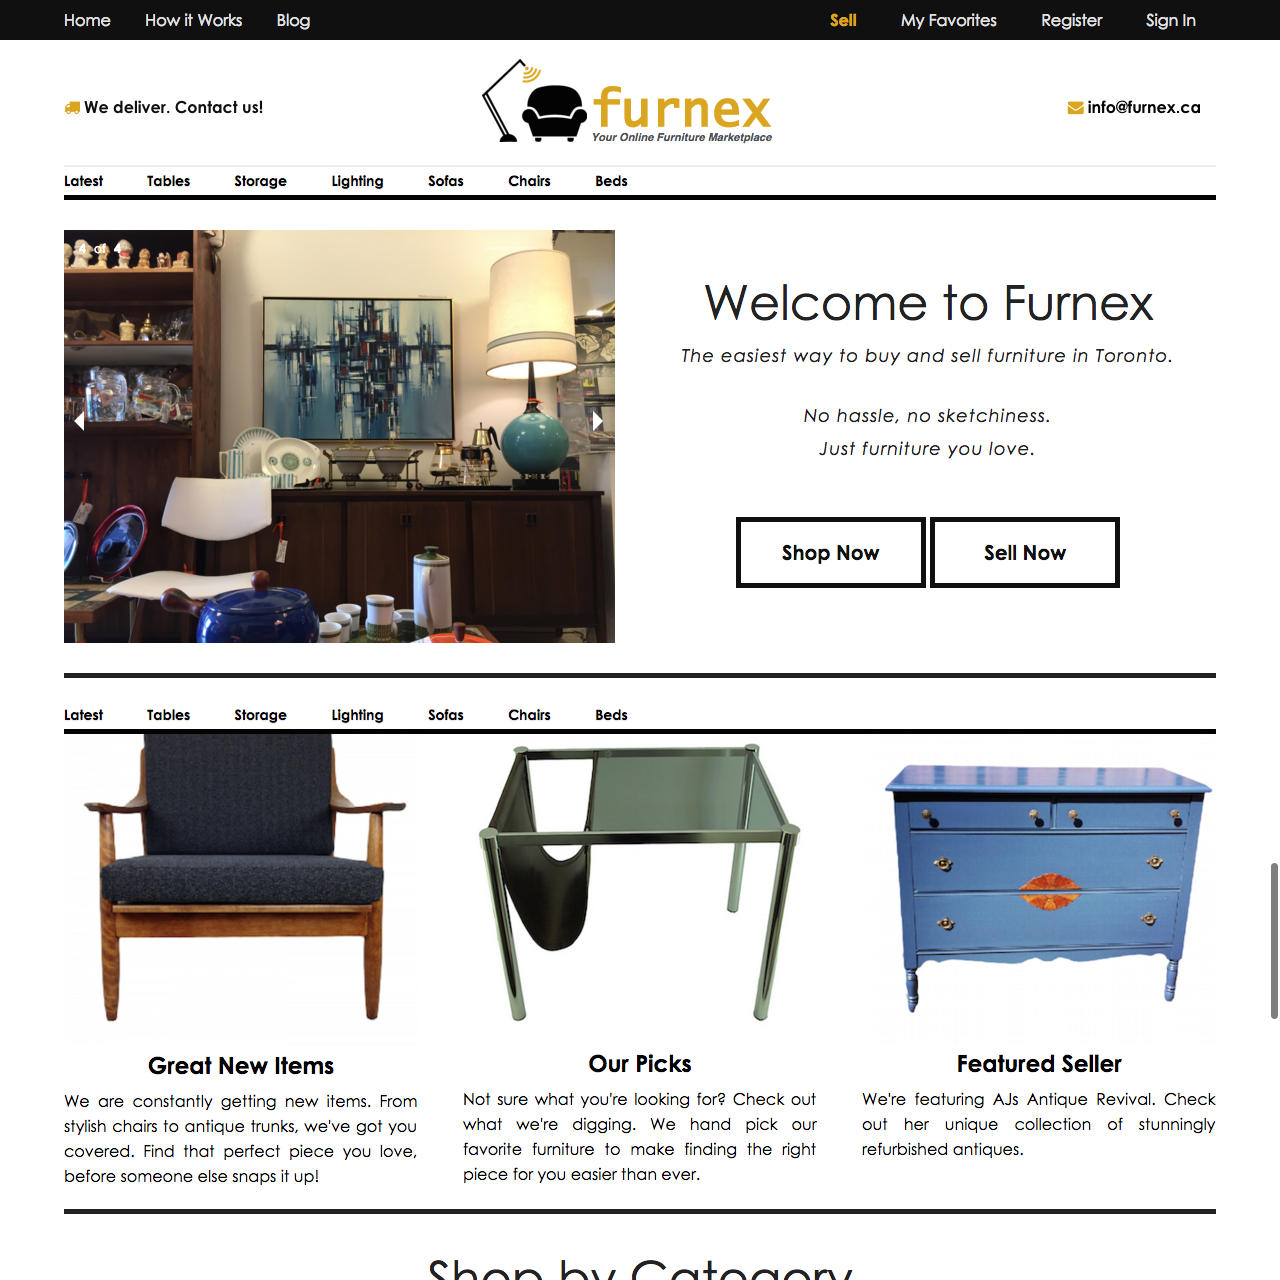 Home How it Works Blog Sell My Favorites Register Sign In
We deliver. Contact us!
furnex
Your Online Furniture Marketplace
info@furnex.ca
Latest Tables Storage Lighting Sofas Chairs Beds
4 of 4
Welcome to Furnex
The easiest way to buy and sell furniture in Toronto.
No hassle, no sketchiness.
Just furniture you love.
Shop Now Sell Now
Latest Tables Storage Lighting Sofas Chairs Beds
Great New Items
We are constantly getting new items. From
stylish chairs to antique trunks, we've got you
covered. Find that perfect piece you love,
before someone else snaps it up!
Our Picks
Not sure what you're looking for? Check out
what we're digging. We hand pick our
favorite furniture to make finding the right
piece for you easier than ever.
Featured Seller
We're featuring AJs Antique Revival. Check
out her unique collection of stunningly
refurbished antiques.
Shop by Category